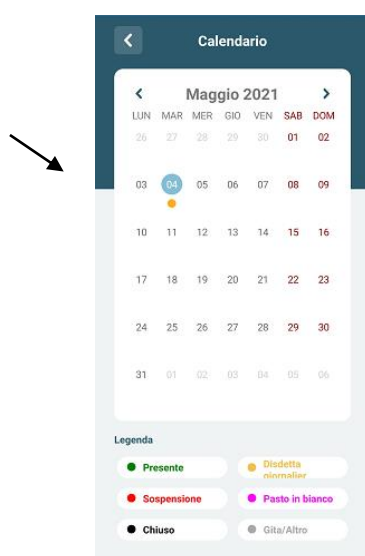 Calendario
Maggio 2021
LUN MAR MER GIO VEN SAB DOM
26 27 28 29 30 01 02
03 04 05 06 07 08 09
10 11 12 13 14 15 16
17 18 19 20 21 22 23
24 25 26 27 28 29 30
31 01 02 03 04 05 06
Legenda
Presente
Disdetta
giornalier
Sospensione
Pasto in bianco
Chiuso
Gita/Altro